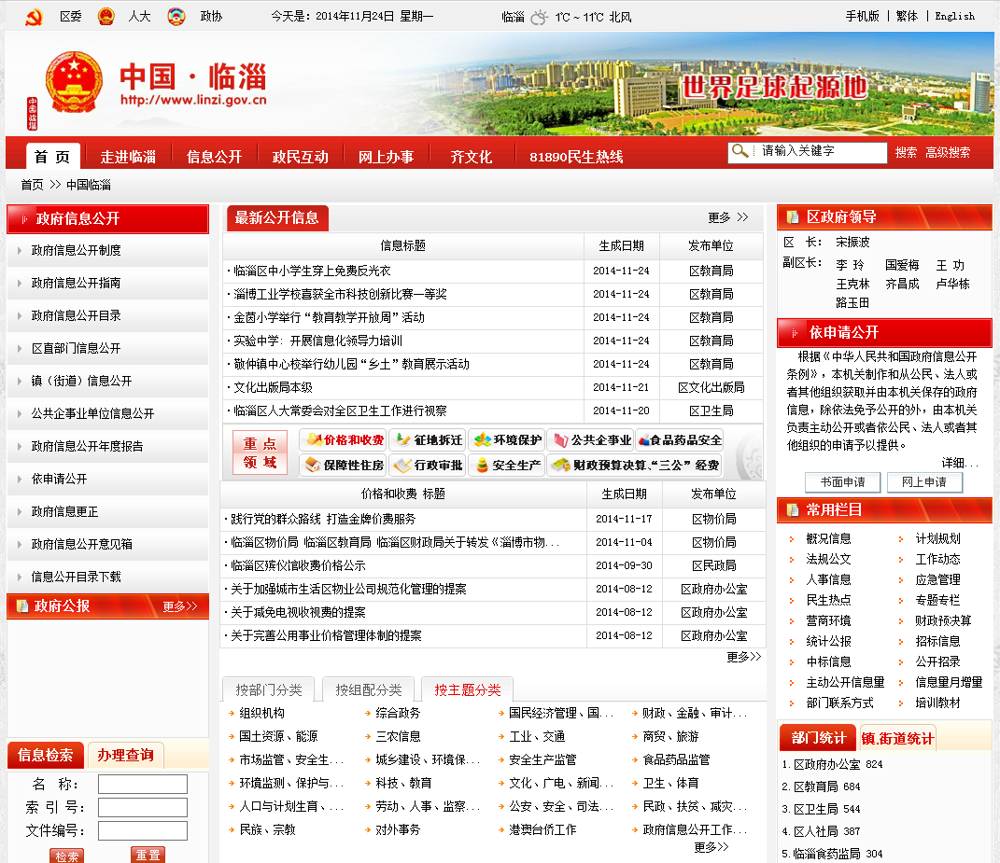 区委 人大 政协 今天是：2014年11月24日 星期一 临淄 1℃～11℃ 北风 手机版 | 繁体 | English
中国临淄
中国·临淄
http://www.linzi.gov.cn
世界足球起源地
首 页 走进临淄 信息公开 政民互动 网上办事 齐文化 81890民生热线 请输入关键字 搜索 高级搜索
首页 >> 中国临淄
政府信息公开
政府信息公开制度
政府信息公开指南
政府信息公开目录
区直部门信息公开
镇（街道）信息公开
公共企事业单位信息公开
政府信息公开年度报告
依申请公开
政府信息更正
政府信息公开意见箱
信息公开目录下载
政府公报 更多>>
信息检索 办理查询
名 称：
索 引 号：
文件编号：
检索 重置
最新公开信息 更多 >>
信息标题 生成日期 发布单位
·临淄区中小学生穿上免费反光衣 2014-11-24 区教育局
·淄博工业学校喜获全市科技创新比赛一等奖 2014-11-24 区教育局
·金茵小学举行“教育教学开放周”活动 2014-11-24 区教育局
·实验中学：开展信息化领导力培训 2014-11-24 区教育局
·敬仲镇中心校举行幼儿园“乡土”教育展示活动 2014-11-24 区教育局
·文化出版局本级 2014-11-21 区文化出版局
·临淄区人大常委会对全区卫生工作进行视察 2014-11-20 区卫生局
重 点
领 域
价格和收费 征地拆迁 环境保护 公共企事业 食品药品安全
保障性住房 行政审批 安全生产 财政预算决算、“三公”经费
价格和收费 标题 生成日期 发布单位
·践行党的群众路线 打造金牌价费服务 2014-11-17 区物价局
·临淄区物价局 临淄区教育局 临淄区财政局关于转发《淄博市物... 2014-11-04 区物价局
·临淄区殡仪馆收费价格公示 2014-09-30 区民政局
·关于加强城市生活区物业公司规范化管理的提案 2014-08-12 区政府办公室
·关于减免电视收视费的提案 2014-08-12 区政府办公室
·关于完善公用事业价格管理体制的提案 2014-08-12 区政府办公室
更多>>
按部门分类 按组配分类 按主题分类
组织机构 综合政务 国民经济管理、国... 财政、金融、审计...
国土资源、能源 三农信息 工业、交通 商贸、旅游
市场监管、安全生... 城乡建设、环境保... 安全生产监管 食品药品监管
环境监测、保护与... 科技、教育 文化、广电、新闻... 卫生、体育
人口与计划生育、... 劳动、人事、监察... 公安、安全、司法... 民政、扶贫、减灾...
民族、宗教 对外事务 港澳台侨工作 政府信息公开工作...
更多>>
区政府领导
区 长： 宋振波
副区长： 李 玲 国爱梅 王 功
王克林 齐昌成 卢华栋
路玉田
依申请公开
根据《中华人民共和国政府信息公开
条例》，本机关制作和从公民、法人或
者其他组织获取并由本机关保存的政府
信息，除依法免予公开的外，由本机关
负责主动公开或者依公民、法人或者其
他组织的申请予以提供。
详细...
书面申请 网上申请
常用栏目
概况信息 计划规划
法规公文 工作动态
人事信息 应急管理
民生热点 专题专栏
营商环境 财政预决算
统计公报 招标信息
中标信息 公开招录
主动公开信息量 信息量月增量
部门联系方式 培训教材
部门统计 镇.街道统计
1.区政府办公室 824
2.区教育局 684
3.区卫生局 544
4.区人社局 387
5.临淄食药监局 304